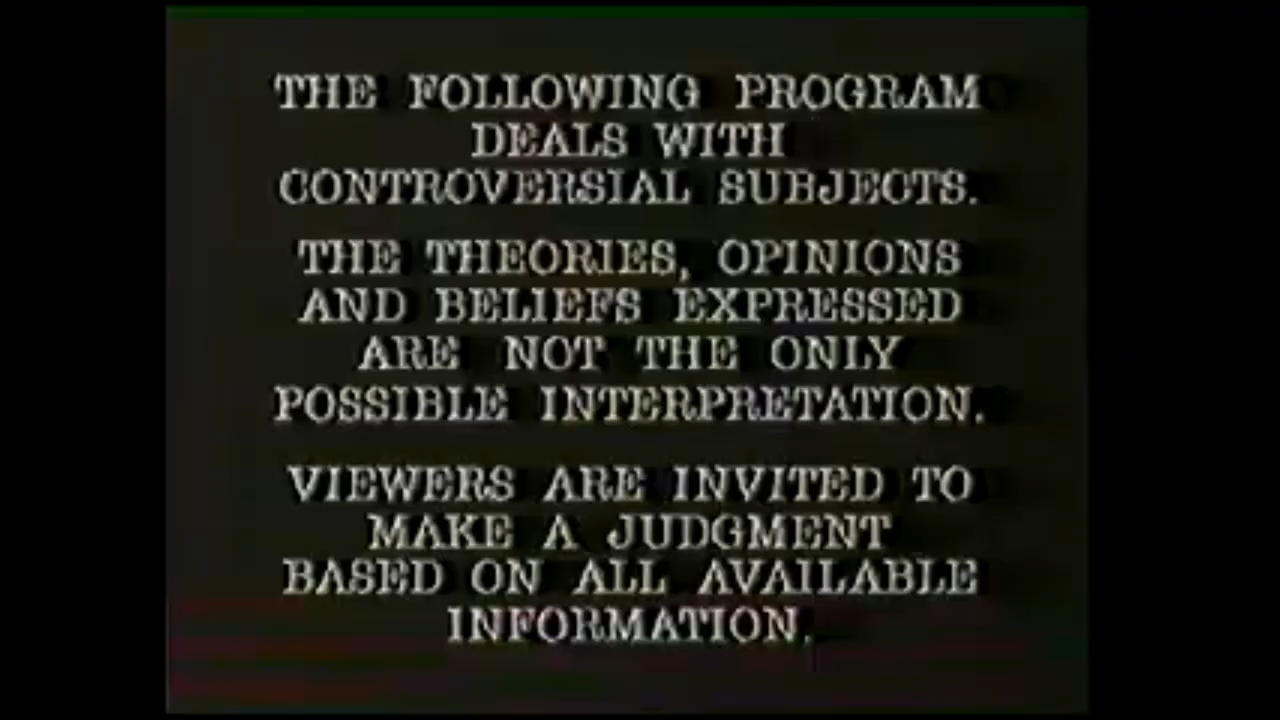 THE FOLLOWING PROGRAM
DEALS WITH
CONTROVERSIAL SUBJECTS.
THE THEORIES, OPINIONS
AND BELIEFS EXPRESSED
ARE NOT THE ONLY
POSSIBLE INTERPRETATION.
VIEWERS ARE INVITED TO
MAKE A JUDGMENT
BASED ON ALL AVAILABLE
INFORMATION.